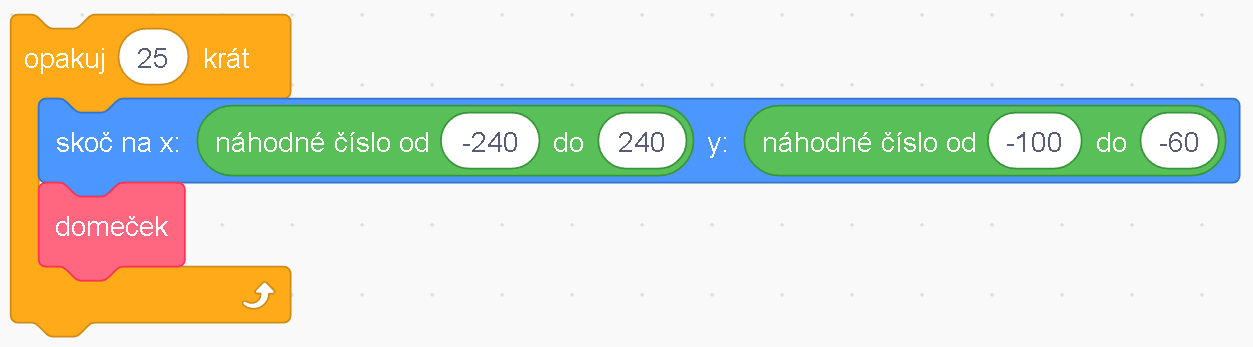 opakuj 25 krát
skoč na x: náhodné číslo od -240 do 240 y: náhodné číslo od -100 do -60
domeček